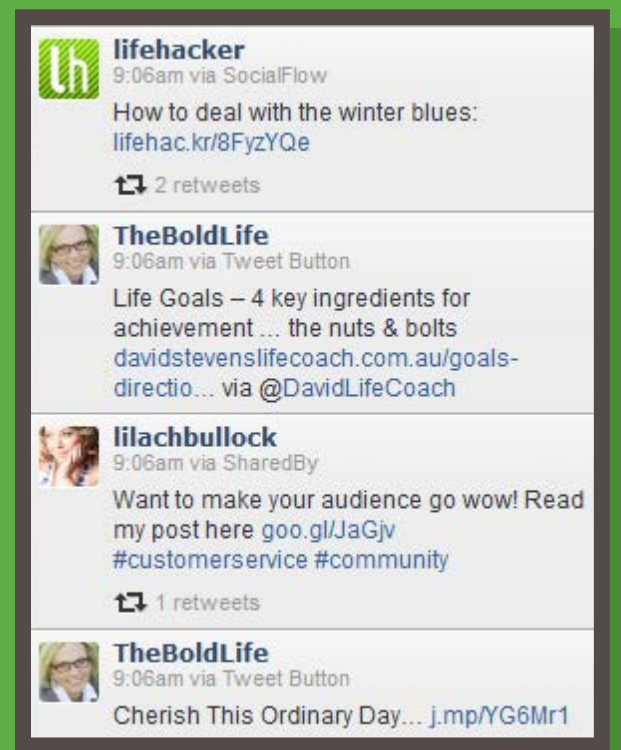 lh
lifehacker
9:06am via SocialFlow
How to deal with the winter blues:
lifehac.kr/8FyzYQe
2 retweets
TheBoldLife
9:06am via Tweet Button
Life Goals – 4 key ingredients for
achievement ... the nuts & bolts
davidstevenslifecoach.com.au/goals-
directio... via @DavidLifeCoach
lilachbullock
9:06am via SharedBy
Want to make your audience go wow! Read
my post here goo.gl/JaGjv
#customerservice #community
1 retweets
TheBoldLife
9:06am via Tweet Button
Cherish This Ordinary Day... j.mp/YG6Mr1